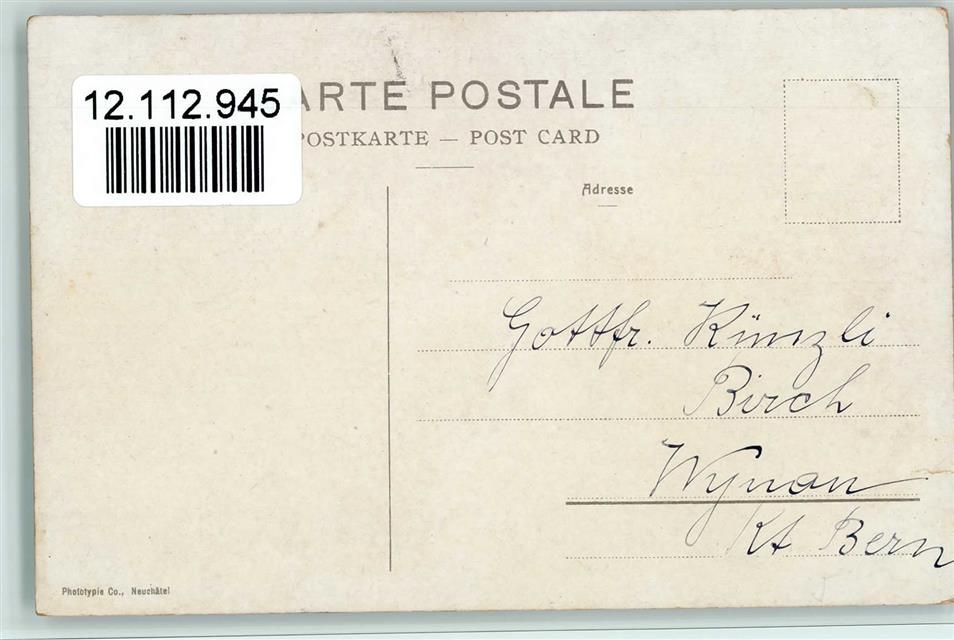 12.112.945
ARTE POSTALE
POSTKARTE — POST CARD
Adresse
Gottfr. Künzli
Birch
Wynau
Kt Bern
Phototypie Co., Neuchâtel